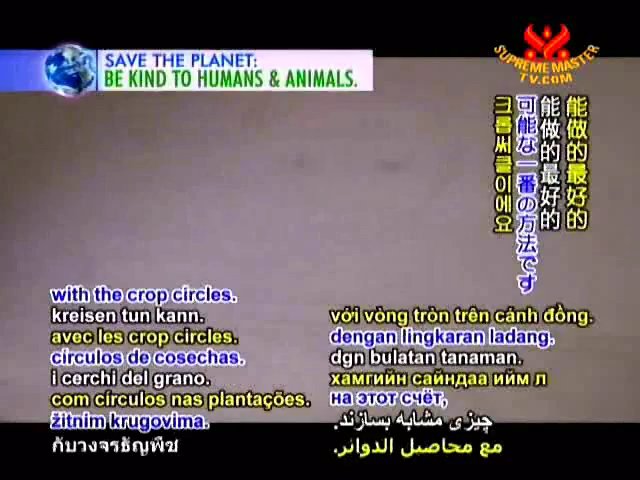 SAVE THE PLANET:
BE KIND TO HUMANS & ANIMALS.
SUPREME MASTER
TV.COM
能做的最好的
能做的最好的
可能な一番の方法です
크롭써클이에요
with the crop circles.
kreisen tun kann.
avec les crop circles.
círculos de cosechas.
i cerchi del grano.
com círculos nas plantações.
žitnim krugovima.
กับวงจรธัญพืช
với vòng tròn trên cánh đồng.
dengan lingkaran ladang.
dgn bulatan tanaman.
хамгийн сайндаа ийм л
на этот счёт,
چیزی مشابه بسازند.
مع محاصيل الدوائر.